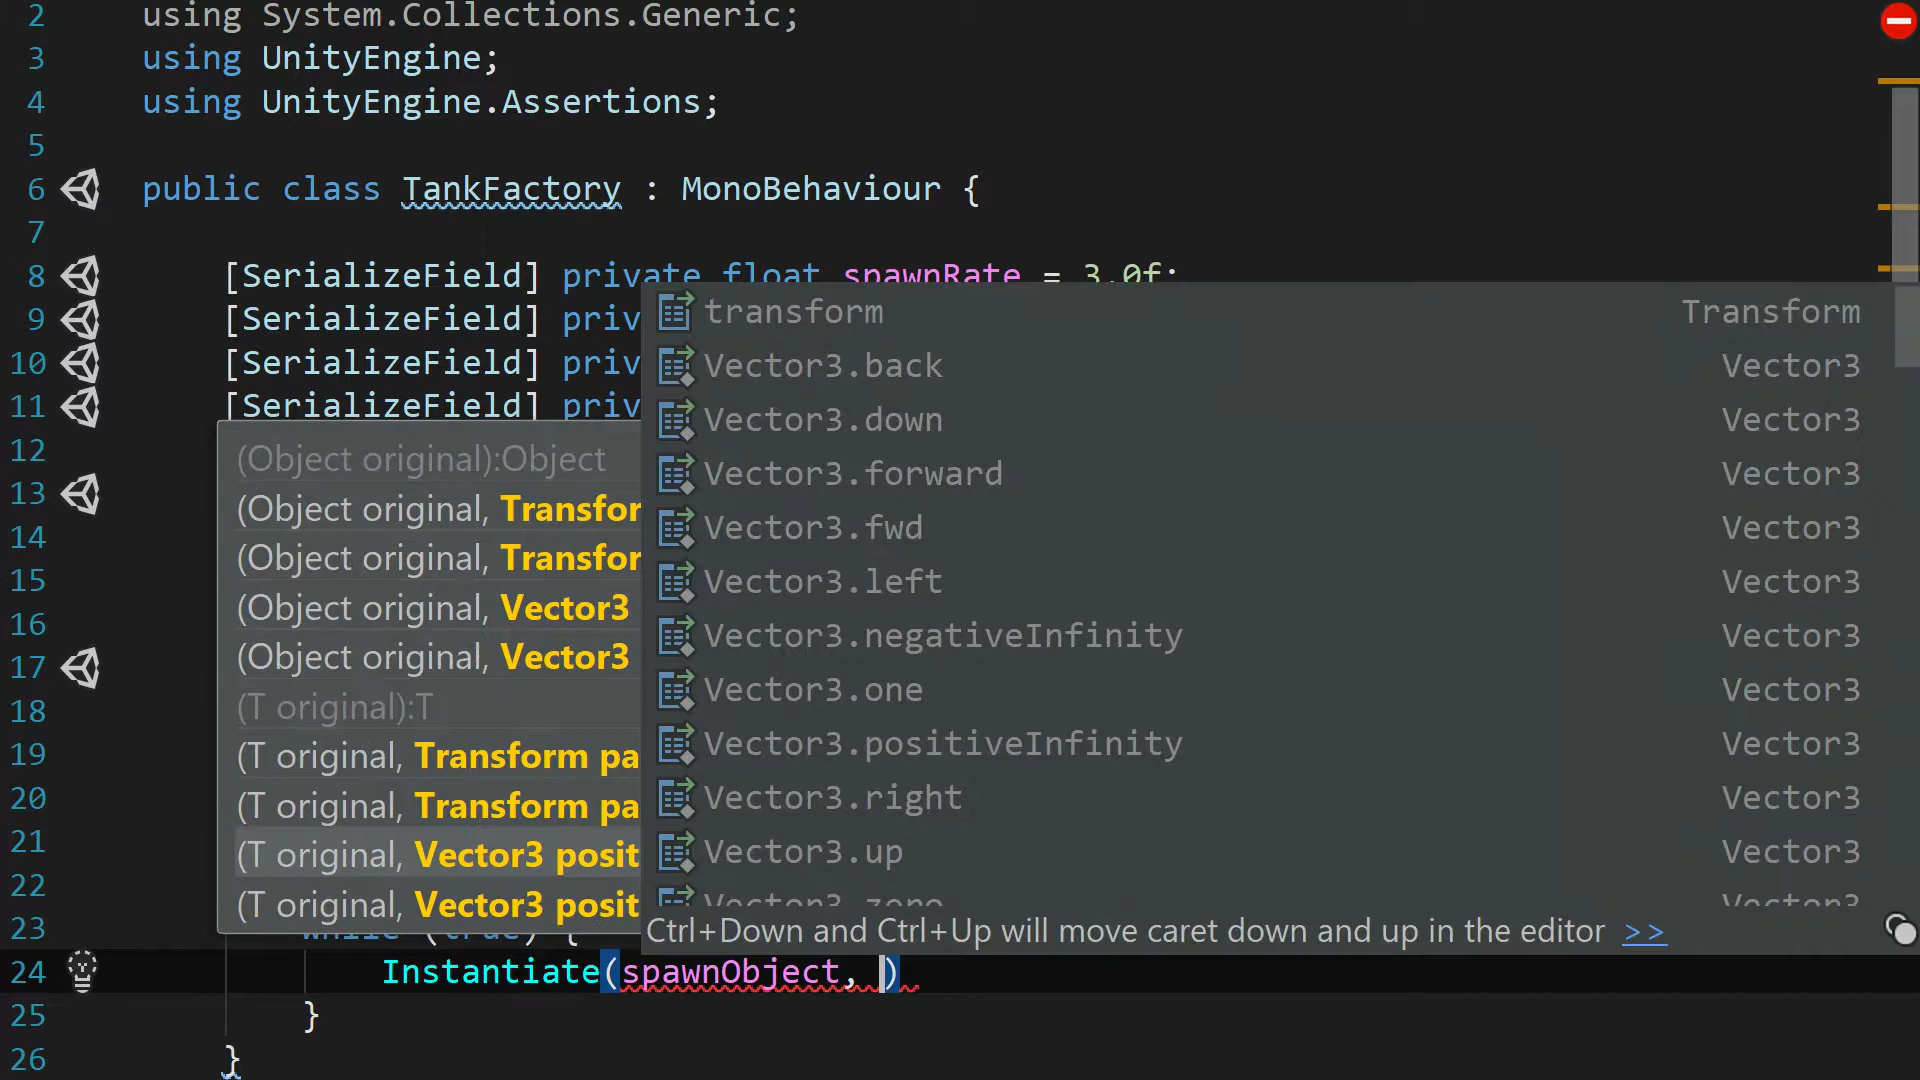 2 using System.Collections.Generic;
3 using UnityEngine;
4 using UnityEngine.Assertions;
5
6 public class TankFactory : MonoBehaviour {
7
8 [SerializeField] private float spawnRate = 3.0f;
9 [SerializeField] priv
10 [SerializeField] priv
11 [SerializeField] priv
12
13
14
15
16
17
18
19
20
21
22
23 while (true) {
24 Instantiate(spawnObject, )
25 }
26 }
(Object original):Object
(Object original, Transfor
(Object original, Transfor
(Object original, Vector3
(Object original, Vector3
(T original):T
(T original, Transform pa
(T original, Transform pa
(T original, Vector3 posit
(T original, Vector3 posit
transform Transform
Vector3.back Vector3
Vector3.down Vector3
Vector3.forward Vector3
Vector3.fwd Vector3
Vector3.left Vector3
Vector3.negativeInfinity Vector3
Vector3.one Vector3
Vector3.positiveInfinity Vector3
Vector3.right Vector3
Vector3.up Vector3
Vector3.zero Vector3
Ctrl+Down and Ctrl+Up will move caret down and up in the editor >>